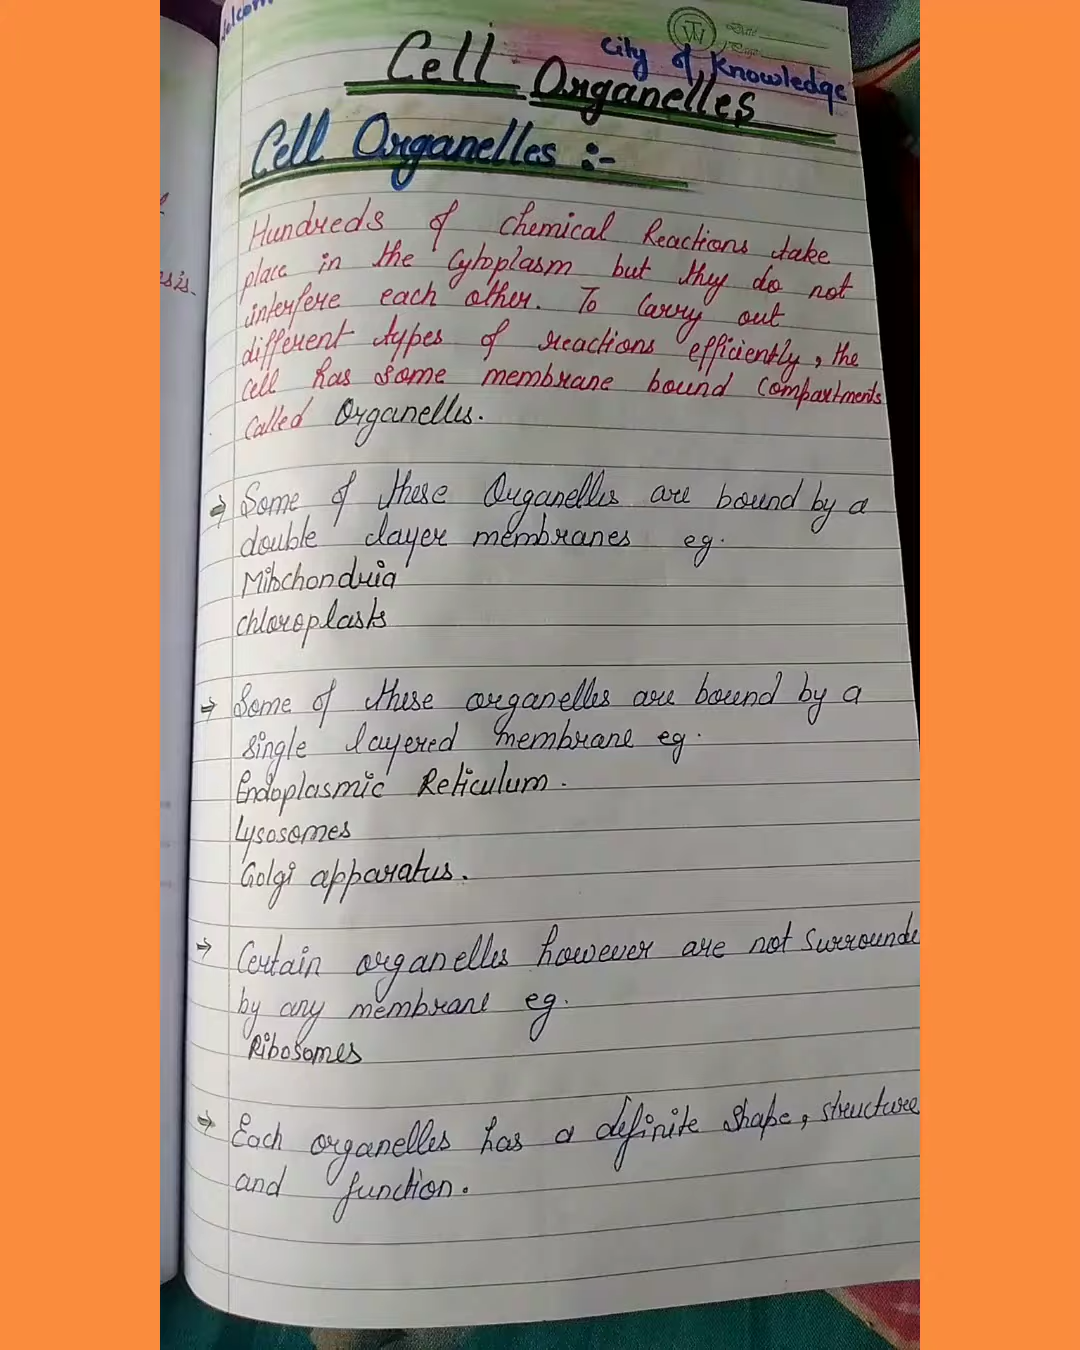 Welcom
Date
Page
City of Knowledge
Cell Organelles
Cell Organelles :-
Hundreds of chemical Reactions take
place in the Cytoplasm but they do not
interfere each other. To Carry out
different types of reactions efficiently, the
Cell has some membrane bound Compartments
Called Organelles.
⇒ Some of these Organelles are bound by a
double layer membranes eg.
Mitochondria
chloroplasts
⇒ Some of these organelles are bound by a
single layered membrane eg.
Endoplasmic Reticulum.
Lysosomes
Golgi apparatus.
⇒ Certain organelles however are not Surrounde
by any membrane eg.
Ribosomes
⇒ Each organelles has a definite shape, structure
and function.